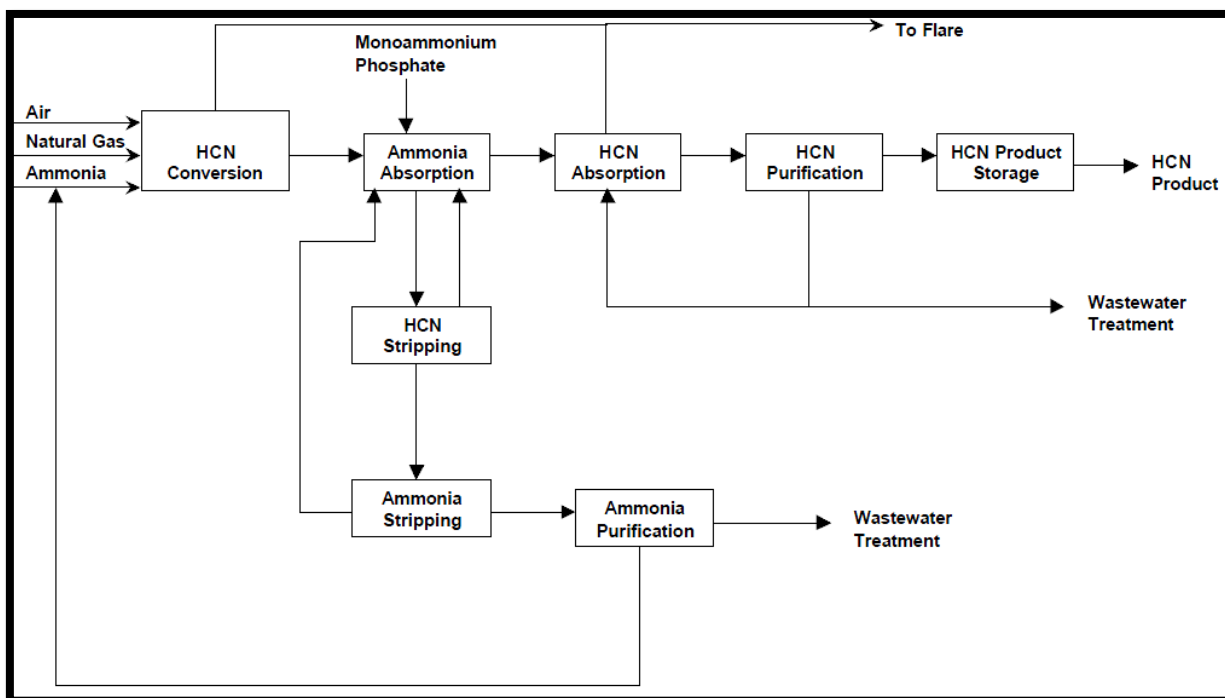 To Flare
Monoammonium
Phosphate
Air
Natural Gas
Ammonia
HCN
Conversion
Ammonia
Absorption
HCN
Absorption
HCN
Purification
HCN Product
Storage
HCN
Product
HCN
Stripping
Wastewater
Treatment
Ammonia
Stripping
Ammonia
Purification
Wastewater
Treatment